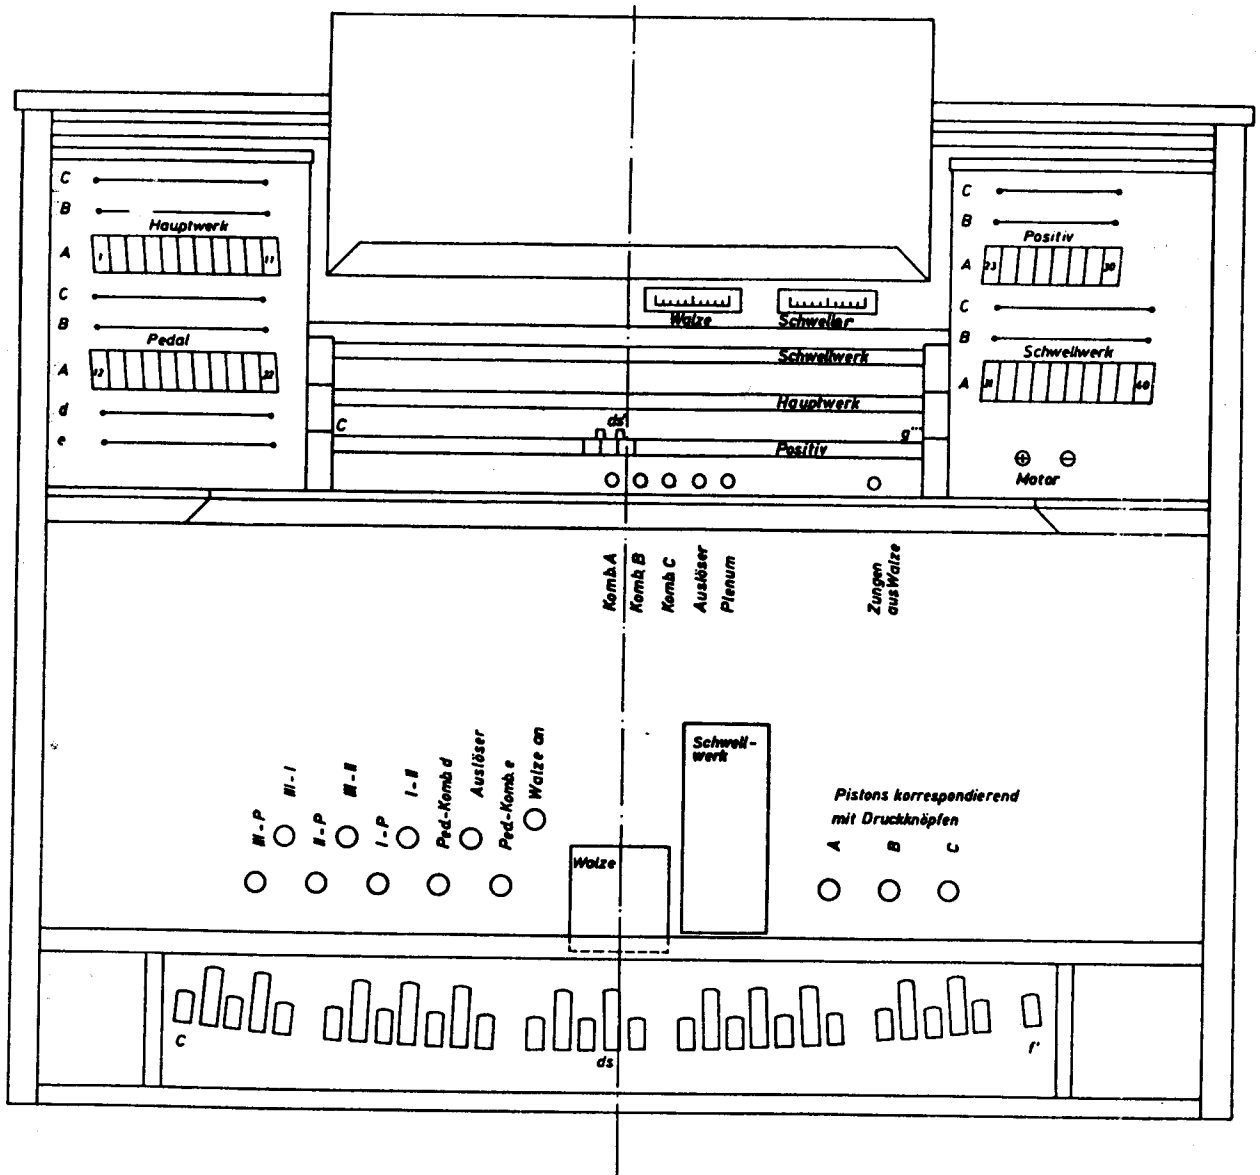 C
B
Hauptwerk
A
1
11
C
B
Pedal
A
12
22
d
e
Walze
Schweller
Schwellwerk
Hauptwerk
C
ds'
g'''
Positiv
C
B
Positiv
A
23
30
C
B
Schwellwerk
A
31
40
Motor
Komb. A
Komb. B
Komb. C
Auslöser
Plenum
Zungen
aus Walze
III-P
III-I
II-P
III-II
I-P
I-II
Ped.-Komb. d
Auslöser
Ped.-Komb. e
Walze an
Walze
Schwell-
werk
Pistons korrespondierend
mit Druckknöpfen
A
B
C
C
ds
f'